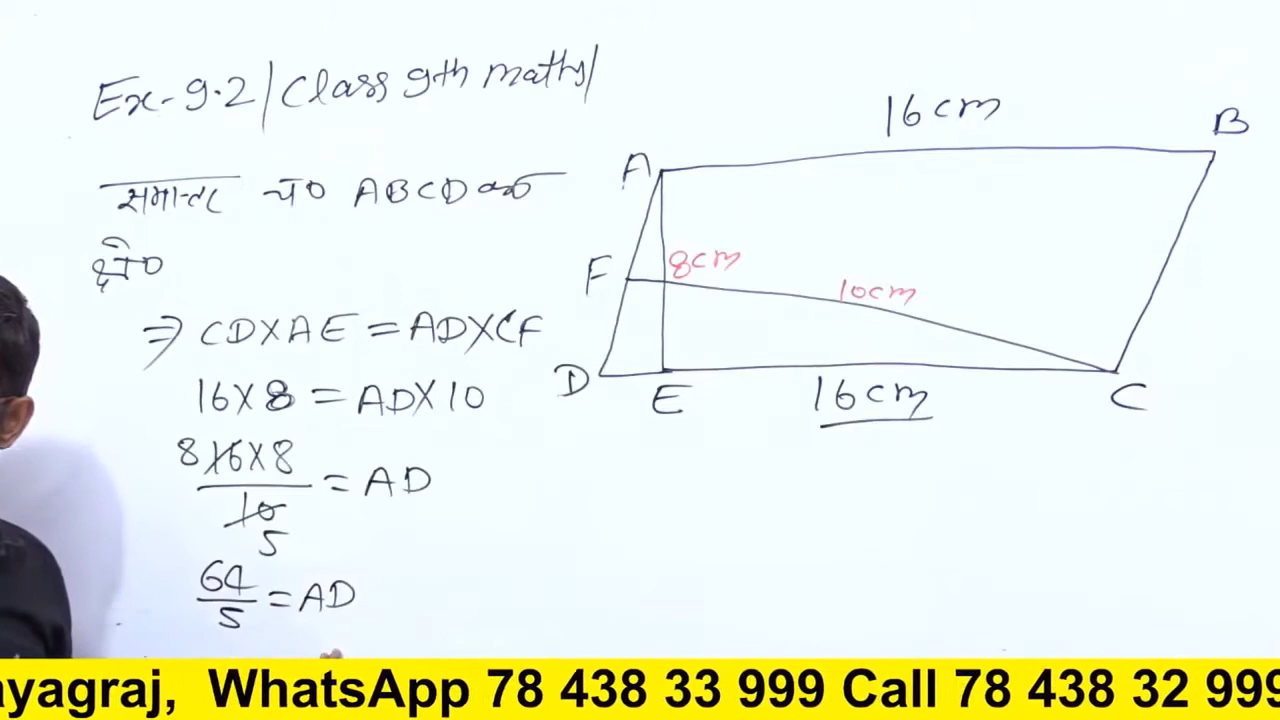 Ex-9.2/Class 9th maths/
समान्तर च० ABCD का
क्षे०
⇒ CD×AE = AD×CF
16×8 = AD×10
8 16×8
10 = AD
5
64
5 = AD
16cm
A B
F 8cm
10cm
D E 16cm C
ayagraj, WhatsApp 78 438 33 999 Call 78 438 32 999